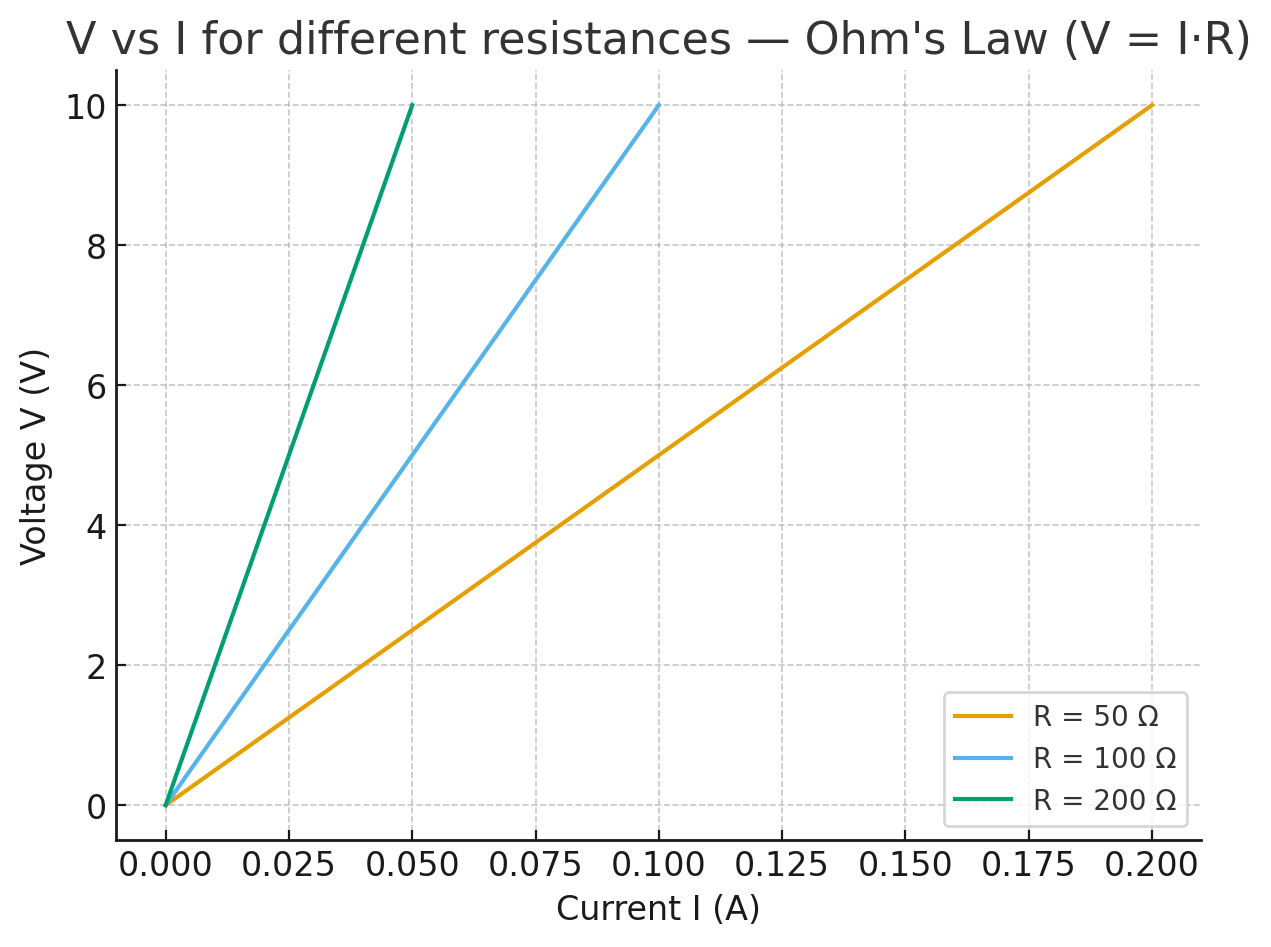 V vs I for different resistances — Ohm's Law (V = I·R)
10
8
6
4
2
0
Voltage V (V)
R = 50 Ω
R = 100 Ω
R = 200 Ω
0.000 0.025 0.050 0.075 0.100 0.125 0.150 0.175 0.200
Current I (A)